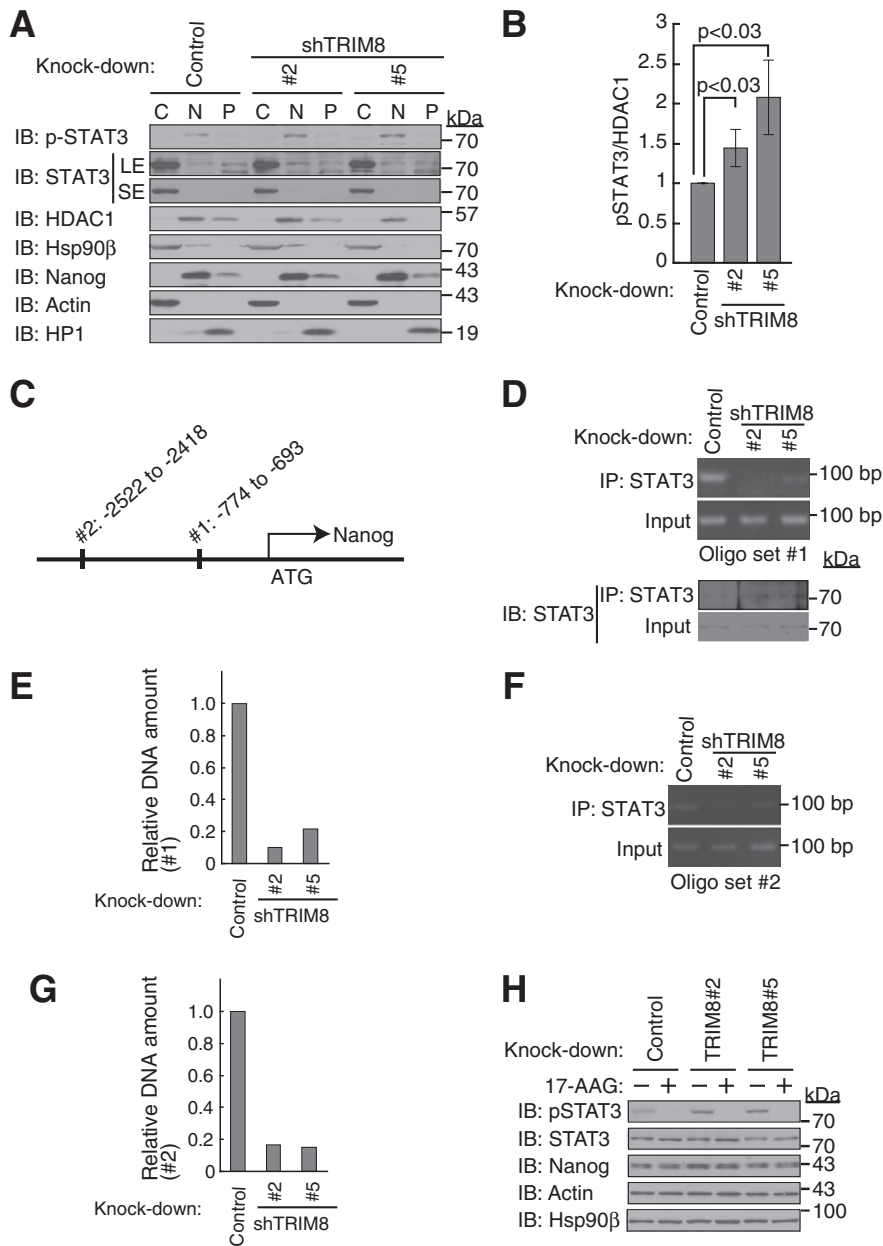 A
Knock-down:
Control
shTRIM8
#2
#5
C N P C N P C N P
kDa
IB: p-STAT3
70
IB: STAT3
LE
70
SE
70
IB: HDAC1
57
IB: Hsp90β
70
IB: Nanog
43
IB: Actin
43
IB: HP1
19
B
pSTAT3/HDAC1
3
2.5
2
1.5
1
0.5
0
p<0.03
p<0.03
Knock-down:
Control
#2
#5
shTRIM8
C
#2: -2522 to -2418
#1: -774 to -693
Nanog
ATG
D
Knock-down:
Control
shTRIM8
#2
#5
IP: STAT3
100 bp
Input
100 bp
Oligo set #1
kDa
IB: STAT3
IP: STAT3
70
Input
70
E
Relative DNA amount
(#1)
1.0
0.8
0.6
0.4
0.2
0
Knock-down:
Control
#2
#5
shTRIM8
F
Knock-down:
Control
shTRIM8
#2
#5
IP: STAT3
100 bp
Input
100 bp
Oligo set #2
G
Relative DNA amount
(#2)
1.0
0.8
0.6
0.4
0.2
0
Knock-down:
Control
#2
#5
shTRIM8
H
Knock-down:
Control
TRIM8#2
TRIM8#5
17-AAG: − + − + − +
kDa
IB: pSTAT3
70
IB: STAT3
70
IB: Nanog
43
IB: Actin
43
IB: Hsp90β
100